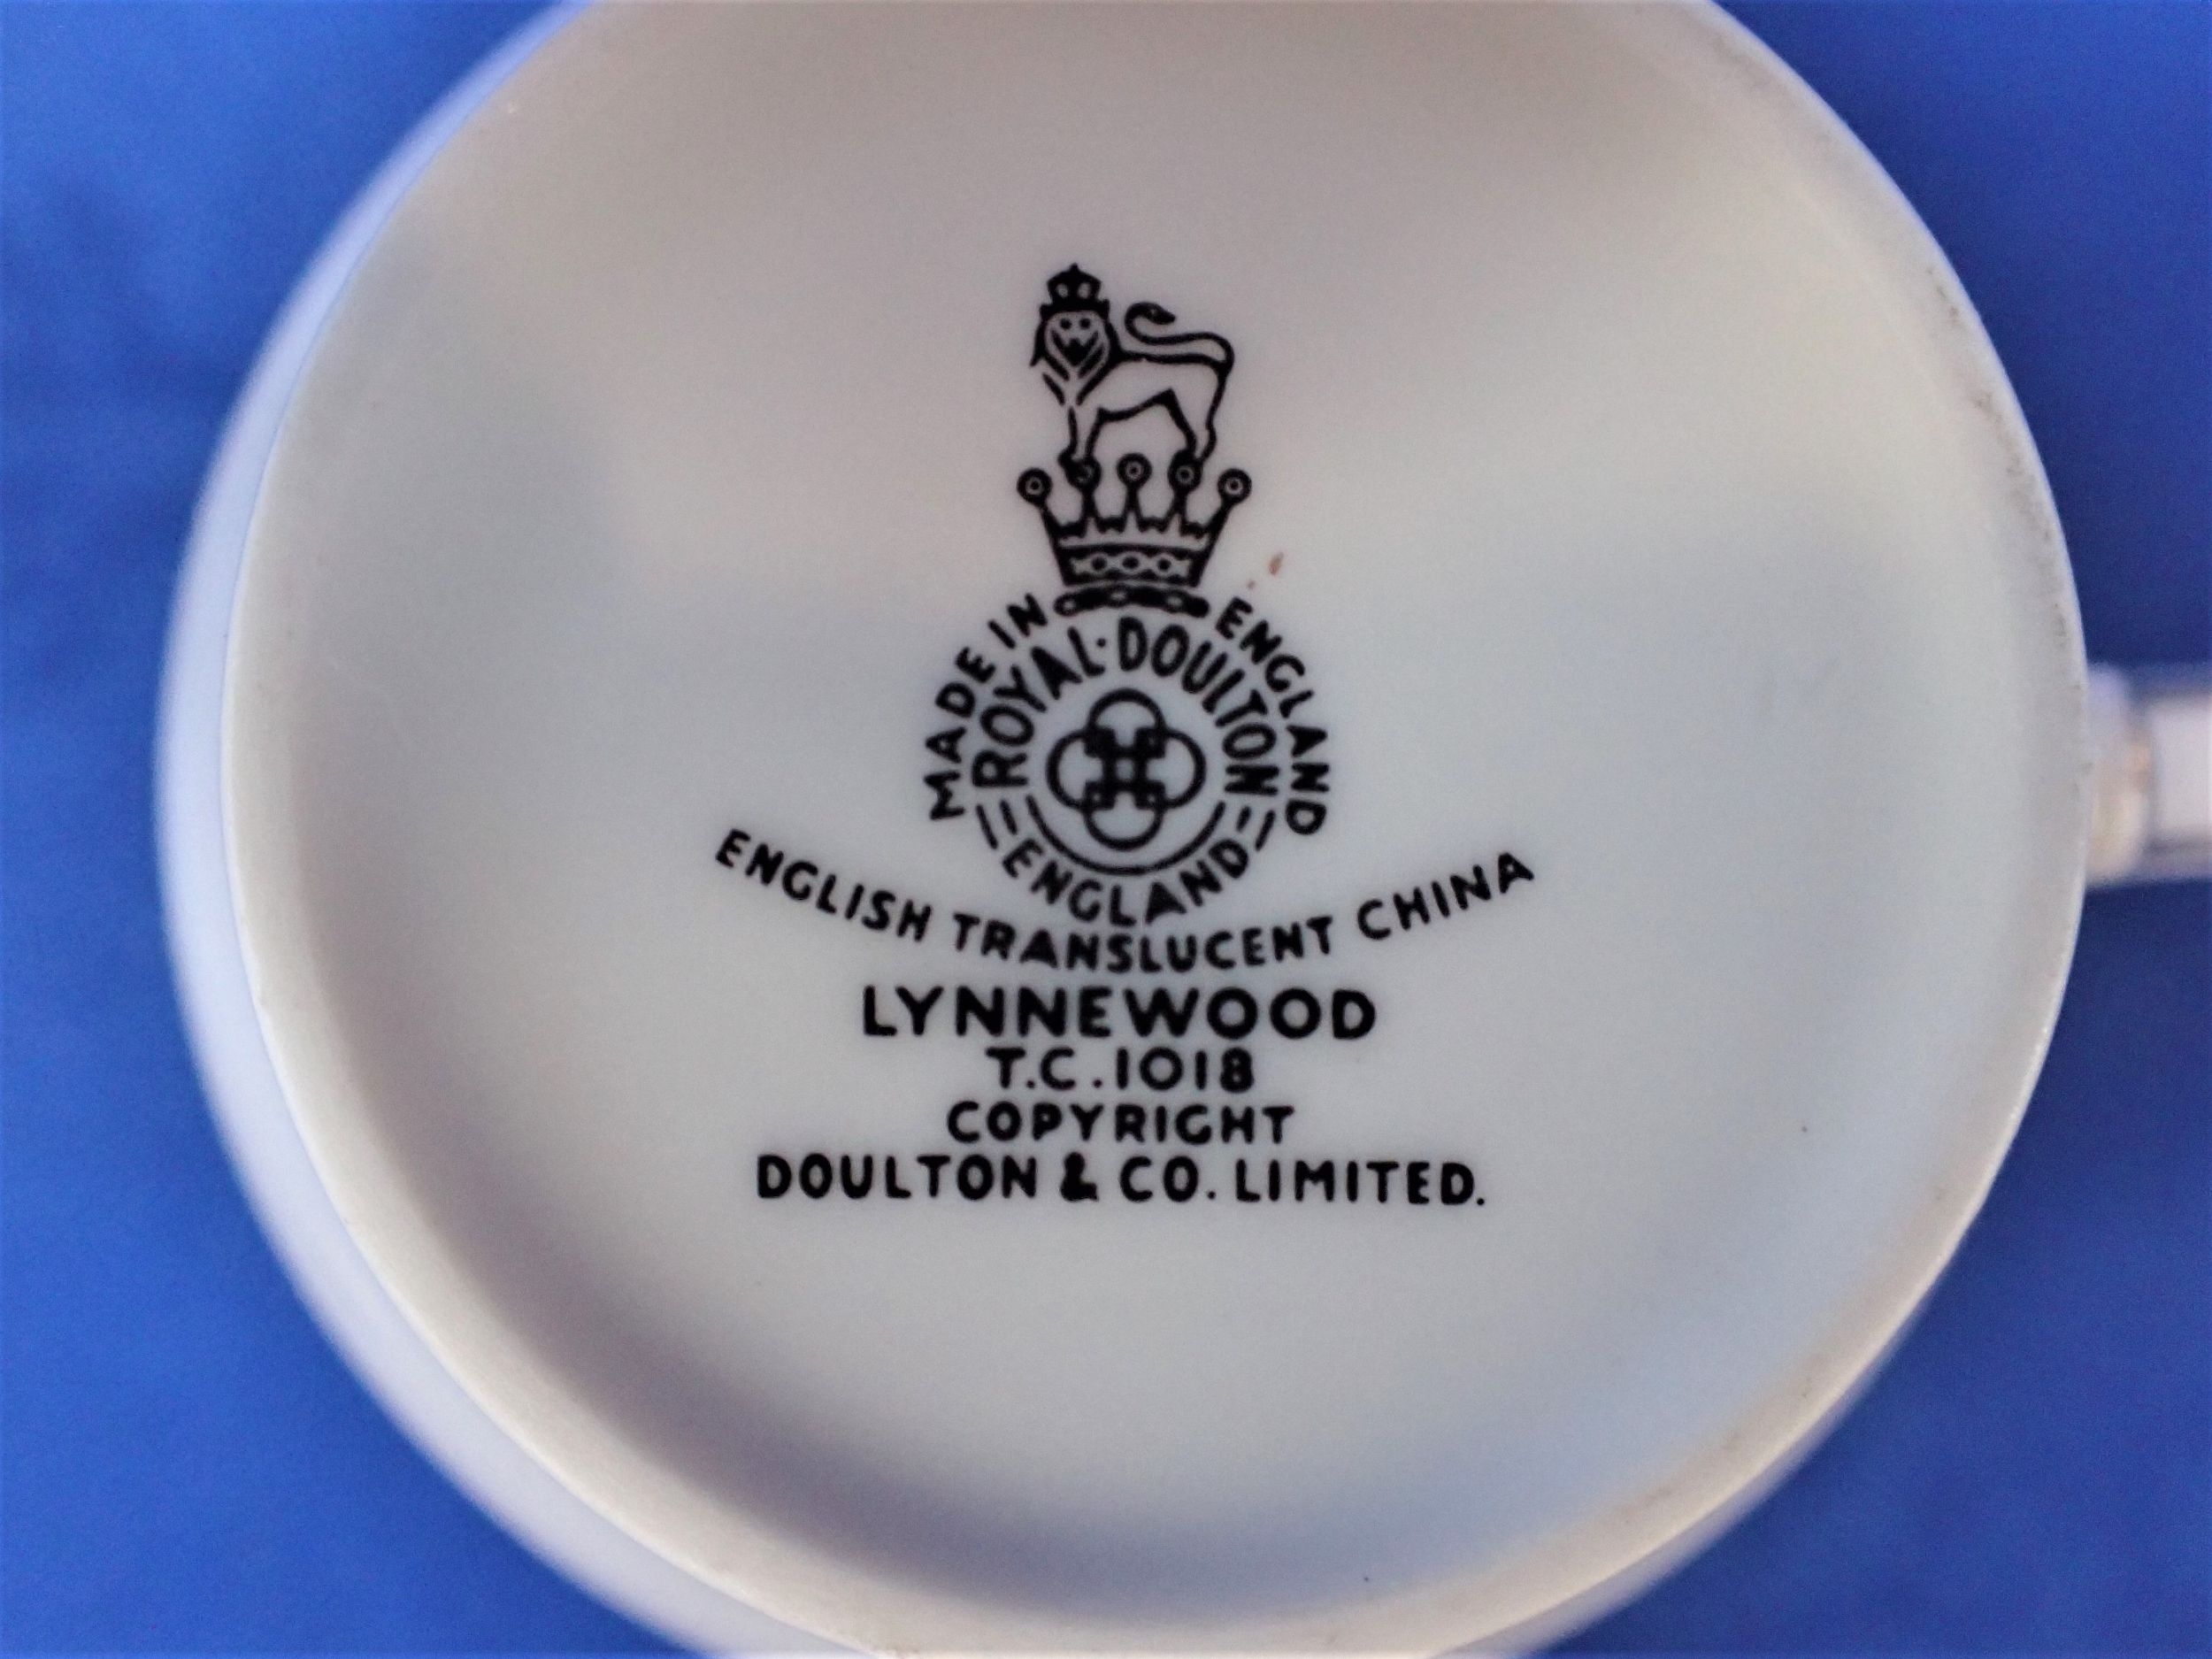 MADE IN ENGLAND
ROYAL·DOULTON
ENGLAND
ENGLISH TRANSLUCENT CHINA
LYNNEWOOD
T.C.1018
COPYRIGHT
DOULTON & CO. LIMITED.